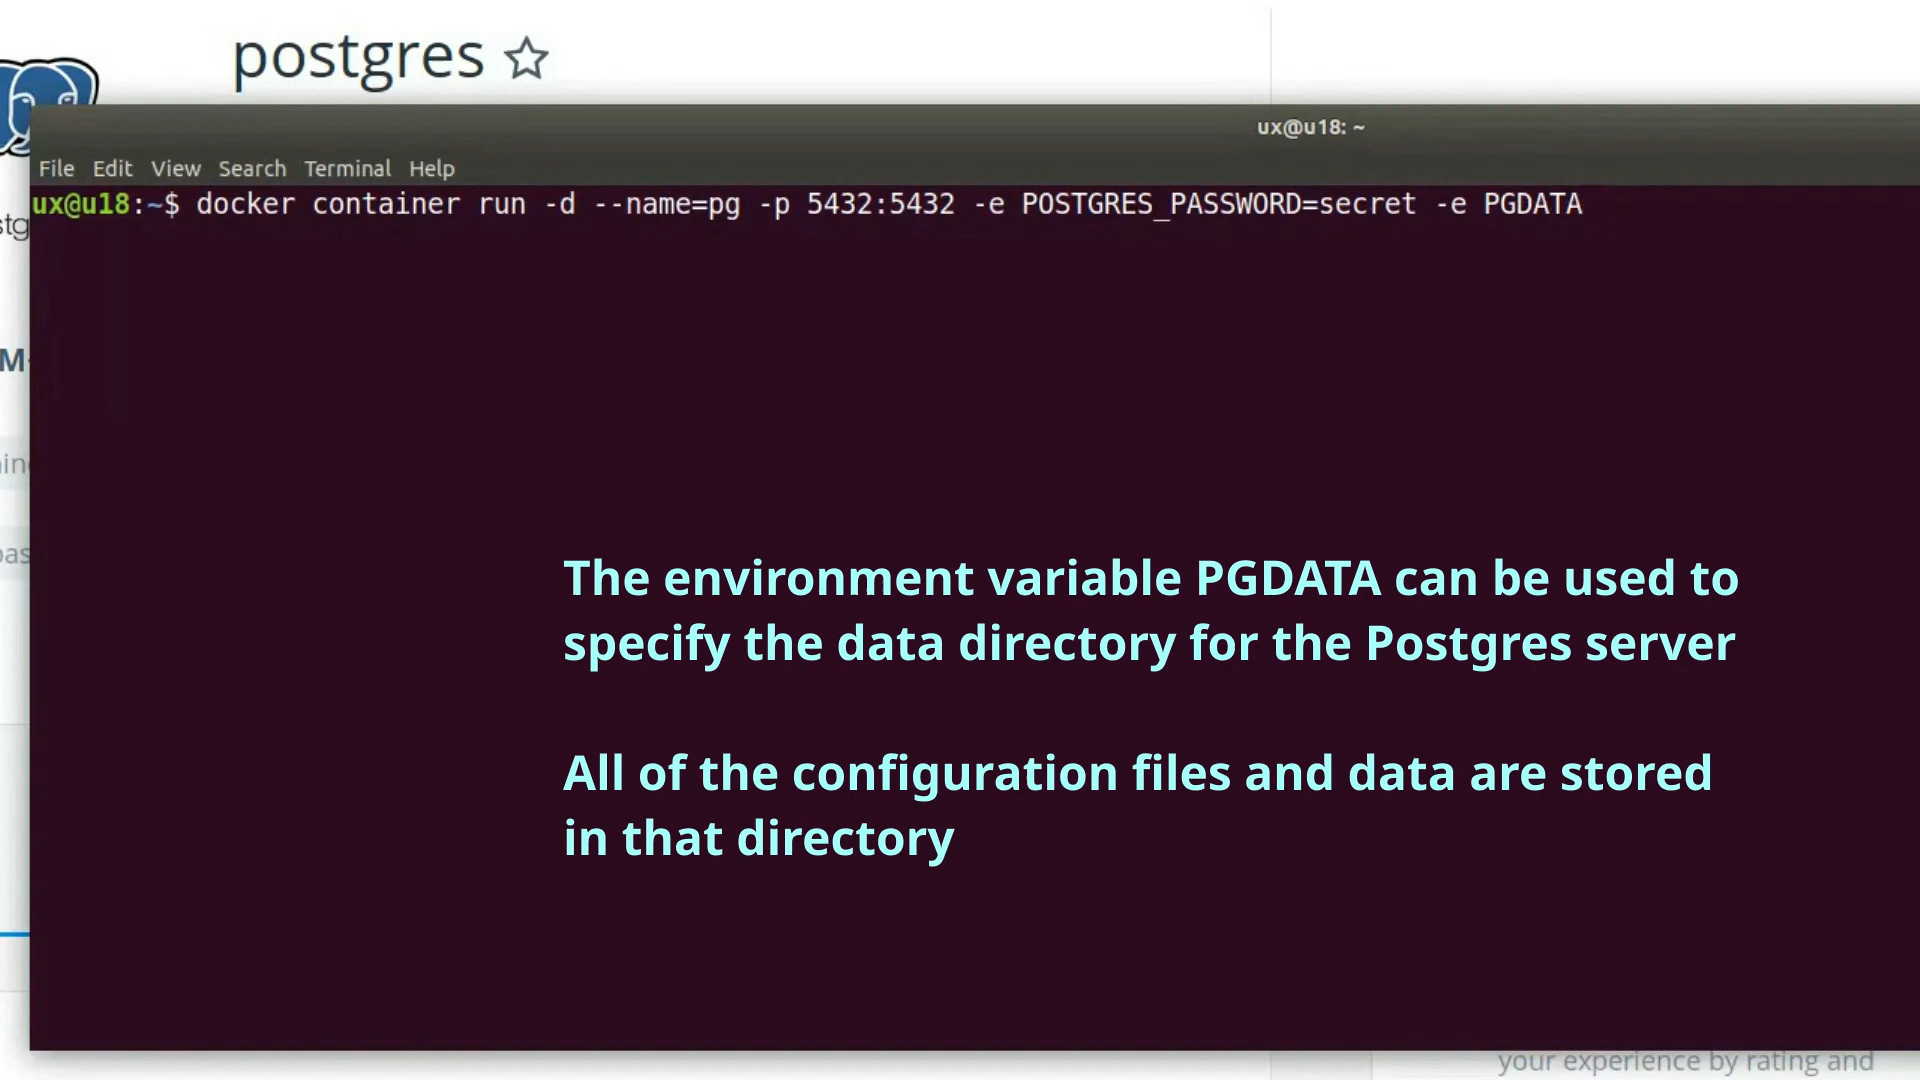 postgres
ux@u18: ~
File Edit View Search Terminal Help
ux@u18:~$ docker container run -d --name=pg -p 5432:5432 -e POSTGRES_PASSWORD=secret -e PGDATA
The environment variable PGDATA can be used to
specify the data directory for the Postgres server
All of the configuration files and data are stored
in that directory
your experience by rating and